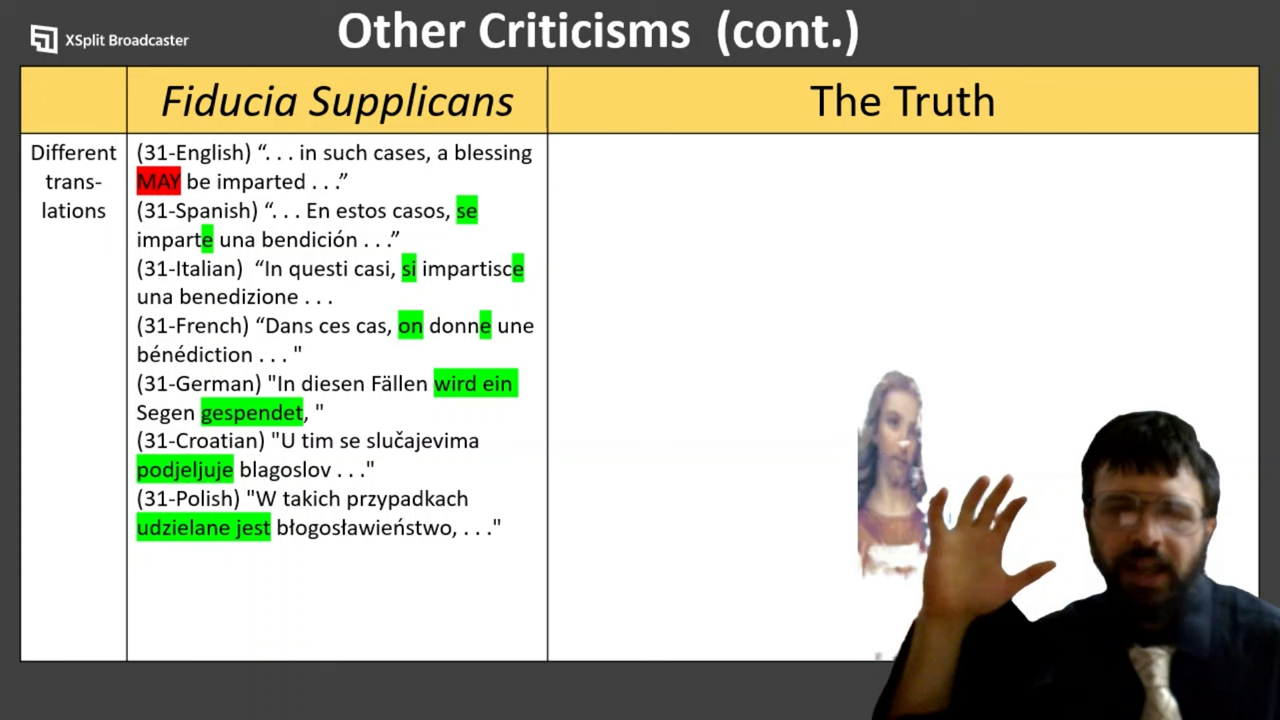 XSplit Broadcaster
Other Criticisms (cont.)
Fiducia Supplicans
The Truth
Different
trans-
lations
(31-English) “. . . in such cases, a blessing
MAY be imparted . . .”
(31-Spanish) “. . . En estos casos, se
imparte una bendición . . .”
(31-Italian) “In questi casi, si impartisce
una benedizione . . .
(31-French) “Dans ces cas, on donne une
bénédiction . . . "
(31-German) "In diesen Fällen wird ein
Segen gespendet, "
(31-Croatian) "U tim se slučajevima
podjeljuje blagoslov . . ."
(31-Polish) "W takich przypadkach
udzielane jest błogosławieństwo, . . ."